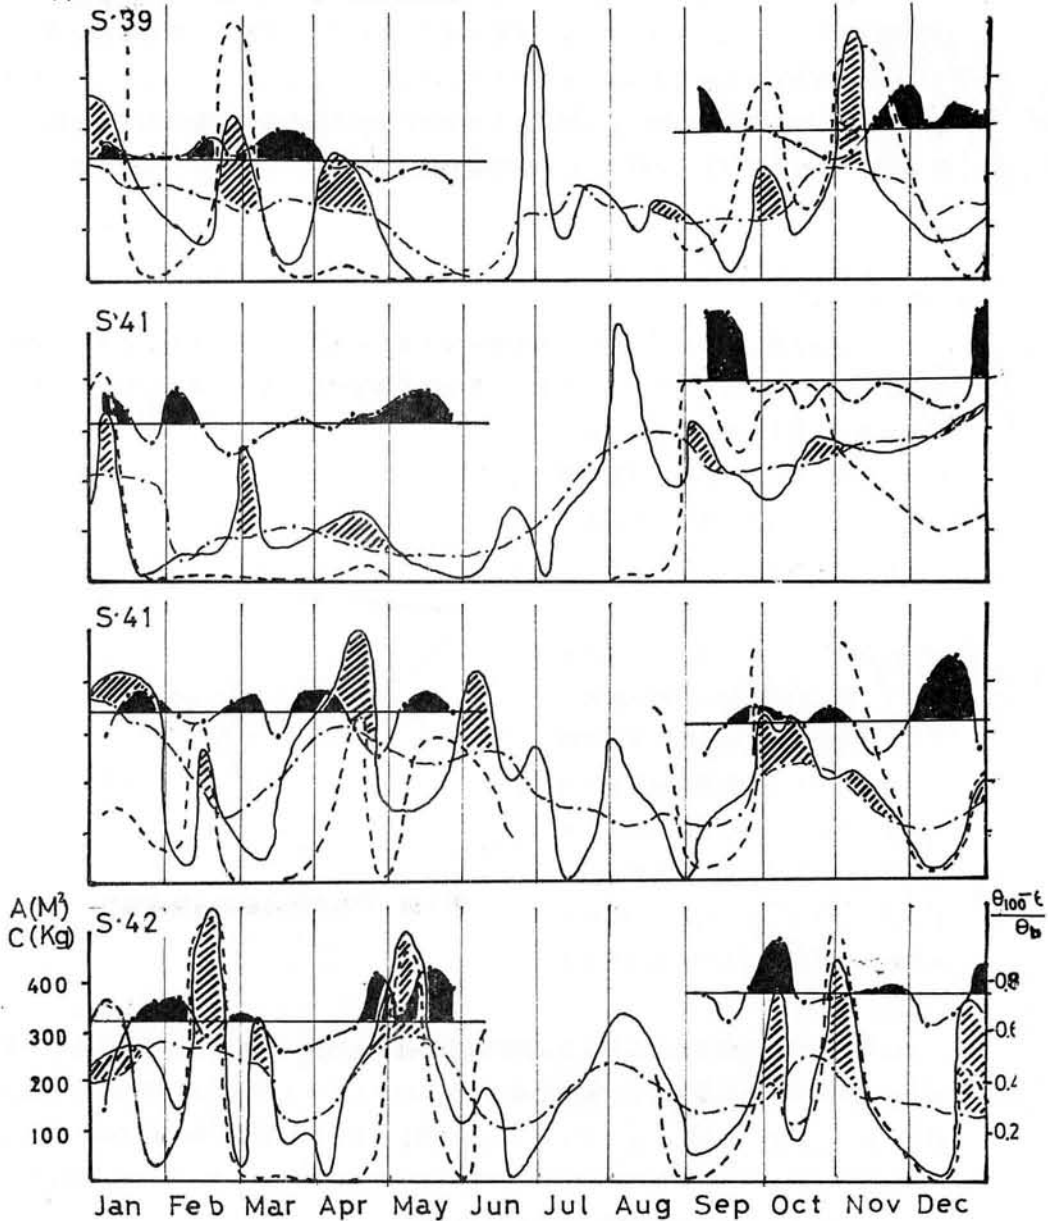 S·39
S·41
S·41
S·42
A(M²)
C(Kg)
400
300
200
100
θ₁₀₀-t
θb
0.8
0.6
0.4
0.2
Jan Feb Mar Apr May Jun Jul Aug Sep Oct Nov Dec